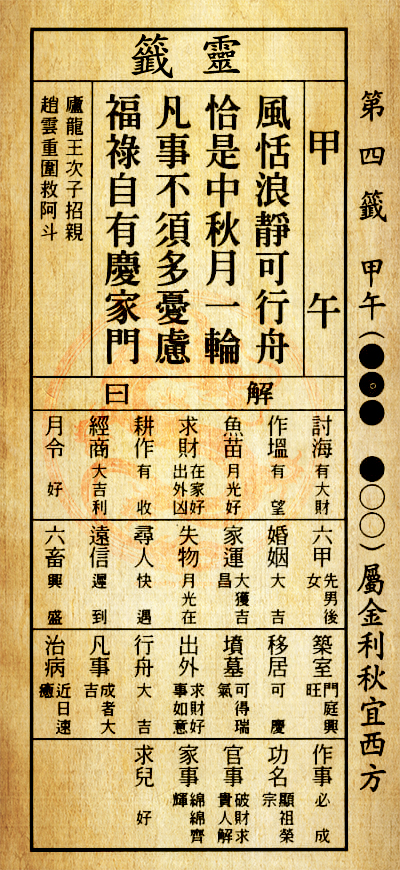 第四籤 甲午(●●● ●○○)屬金利秋宜西方
靈籤
甲午
風恬浪靜可行舟
恰是中秋月一輪
凡事不須多憂慮
福祿自有慶家門
廬龍王次子招親
趙雲重圍救阿斗
解曰
討海 有大財
作塭 有望
魚苗 月光好
求財 在家好出外凶
耕作 有收
經商 大吉利
月令 好
六甲 先男後女
婚姻 大吉
家運 大獲吉昌
失物 月光在
尋人 快遇
遠信 遲到
六畜 興盛
築室 門庭興旺
移居 可慶
墳墓 可得瑞氣
出外 求財好事如意
行舟 大吉
凡事 成者大吉
治病 近日速癒
作事 必成
功名 顯祖榮宗
官事 破財求貴人解
家事 綿綿齊輝
求兒 好